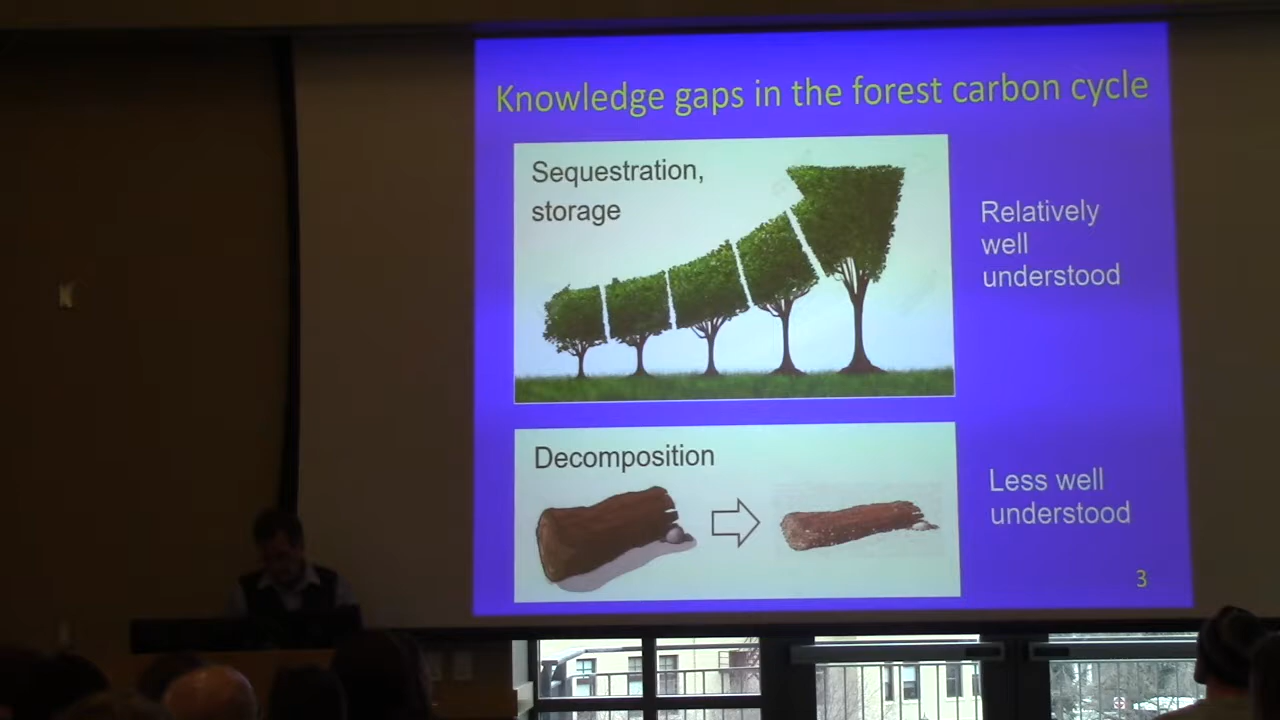 Knowledge gaps in the forest carbon cycle
Sequestration,
storage
Relatively
well
understood
Decomposition
Less well
understood
3